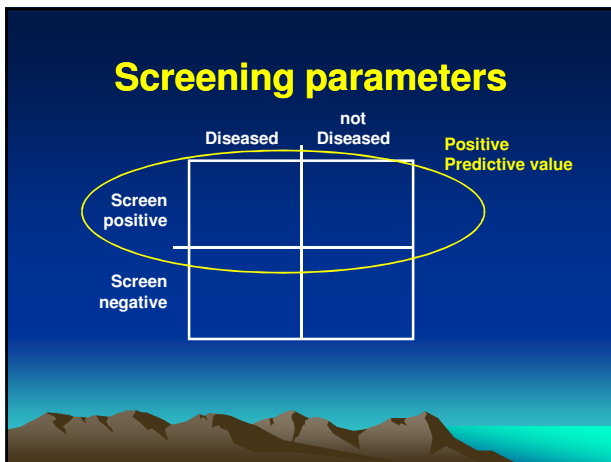 Screening parameters
Diseased
not
Diseased
Positive
Predictive value
Screen
positive
Screen
negative